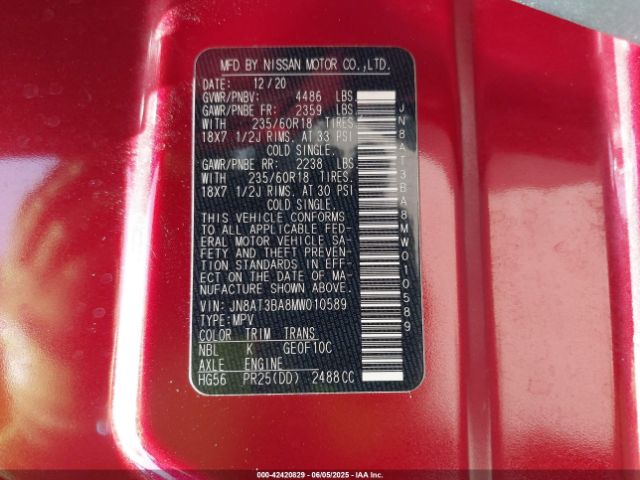 MFD BY NISSAN MOTOR CO.,LTD.
DATE: 12/20
GVWR/PNBV: 4486 LBS
GAWR/PNBE FR: 2359 LBS
WITH 235/60R18 TIRES
18X7 1/2J RIMS, AT 33 PSI
COLD SINGLE.
GAWR/PNBE RR: 2238 LBS
WITH 235/60R18 TIRES,
18X7 1/2J RIMS, AT 30 PSI
COLD SINGLE.
THIS VEHICLE CONFORMS
TO ALL APPLICABLE FED-
ERAL MOTOR VEHICLE SA-
FETY AND THEFT PREVEN-
TION STANDARDS IN EFF-
ECT ON THE DATE OF MA-
NUFACTURE SHOWN ABOVE.
VIN: JN8AT3BA8MW010589
TYPE:MPV
COLOR TRIM TRANS
NBL K GE0F10C
AXLE ENGINE
HG56 PR25(DD) 2488CC
JN8AT3BA8MW010589
000-42420829 | 06/05/2025 | IAA Inc.